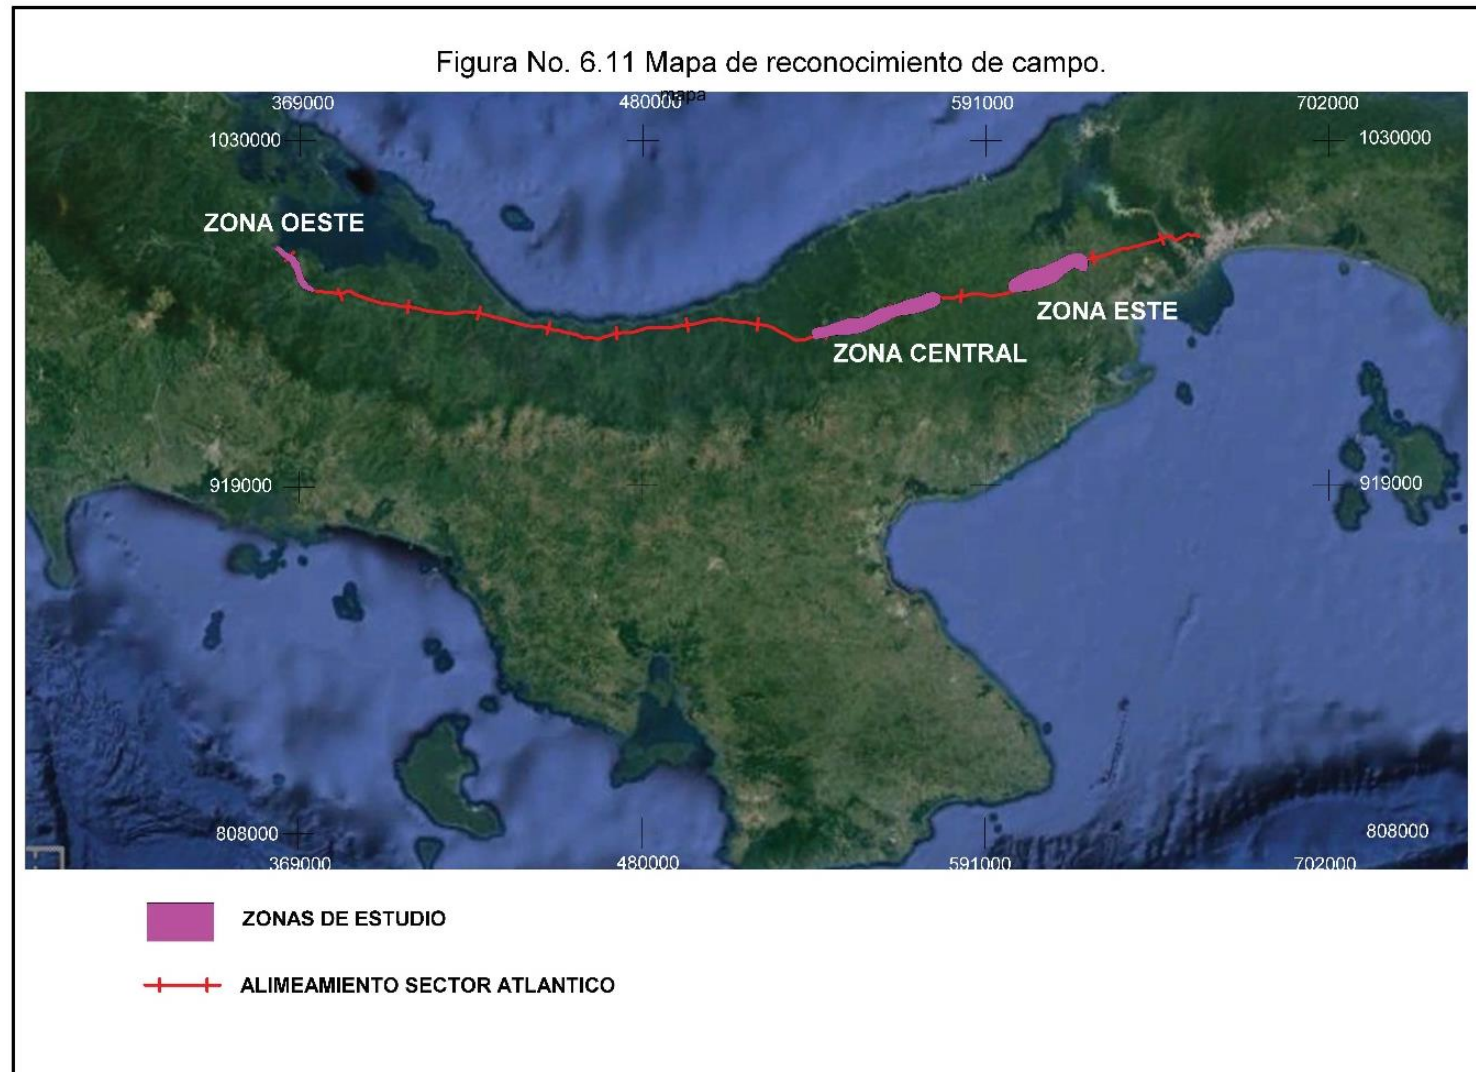 Figura No. 6.11 Mapa de reconocimiento de campo.
mapa
369000 480000 591000 702000
1030000 1030000
ZONA OESTE
ZONA ESTE
ZONA CENTRAL
919000 919000
808000 808000
369000 480000 591000 702000
ZONAS DE ESTUDIO
ALIMEAMIENTO SECTOR ATLANTICO